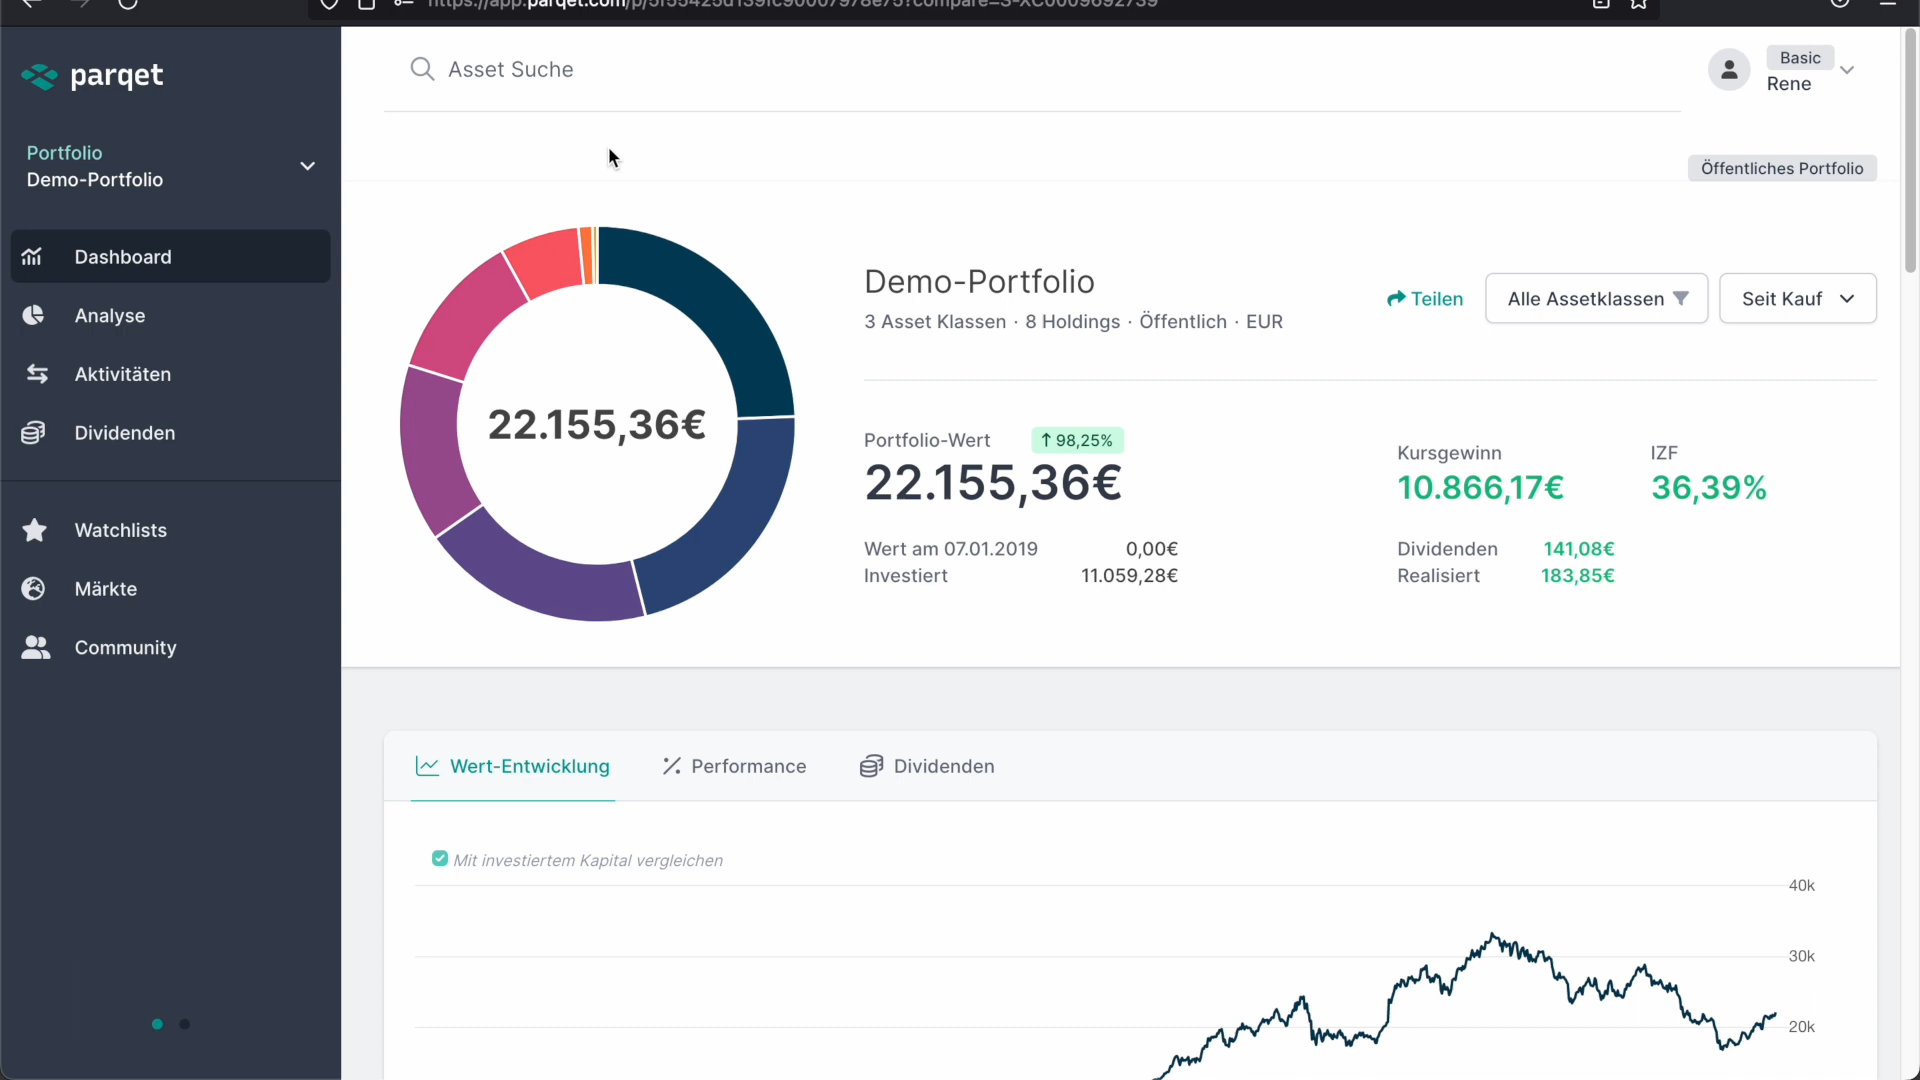 parqet
Asset Suche
Basic
Rene
Portfolio
Demo-Portfolio
Öffentliches Portfolio
Dashboard
Analyse
Aktivitäten
Dividenden
Watchlists
Märkte
Community
22.155,36€
Demo-Portfolio
3 Asset Klassen · 8 Holdings · Öffentlich · EUR
Teilen
Alle Assetklassen
Seit Kauf
Portfolio-Wert
↑ 98,25%
22.155,36€
Wert am 07.01.2019 0,00€
Investiert 11.059,28€
Kursgewinn
10.866,17€
IZF
36,39%
Dividenden 141,08€
Realisiert 183,85€
Wert-Entwicklung
Performance
Dividenden
Mit investiertem Kapital vergleichen
40k
30k
20k